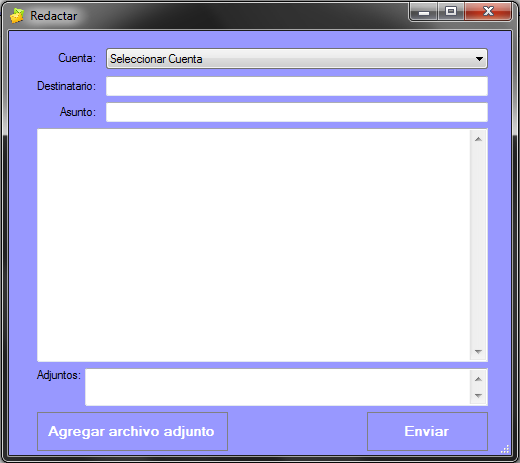 Redactar
Cuenta: Seleccionar Cuenta
Destinatario:
Asunto:
Adjuntos:
Agregar archivo adjunto Enviar